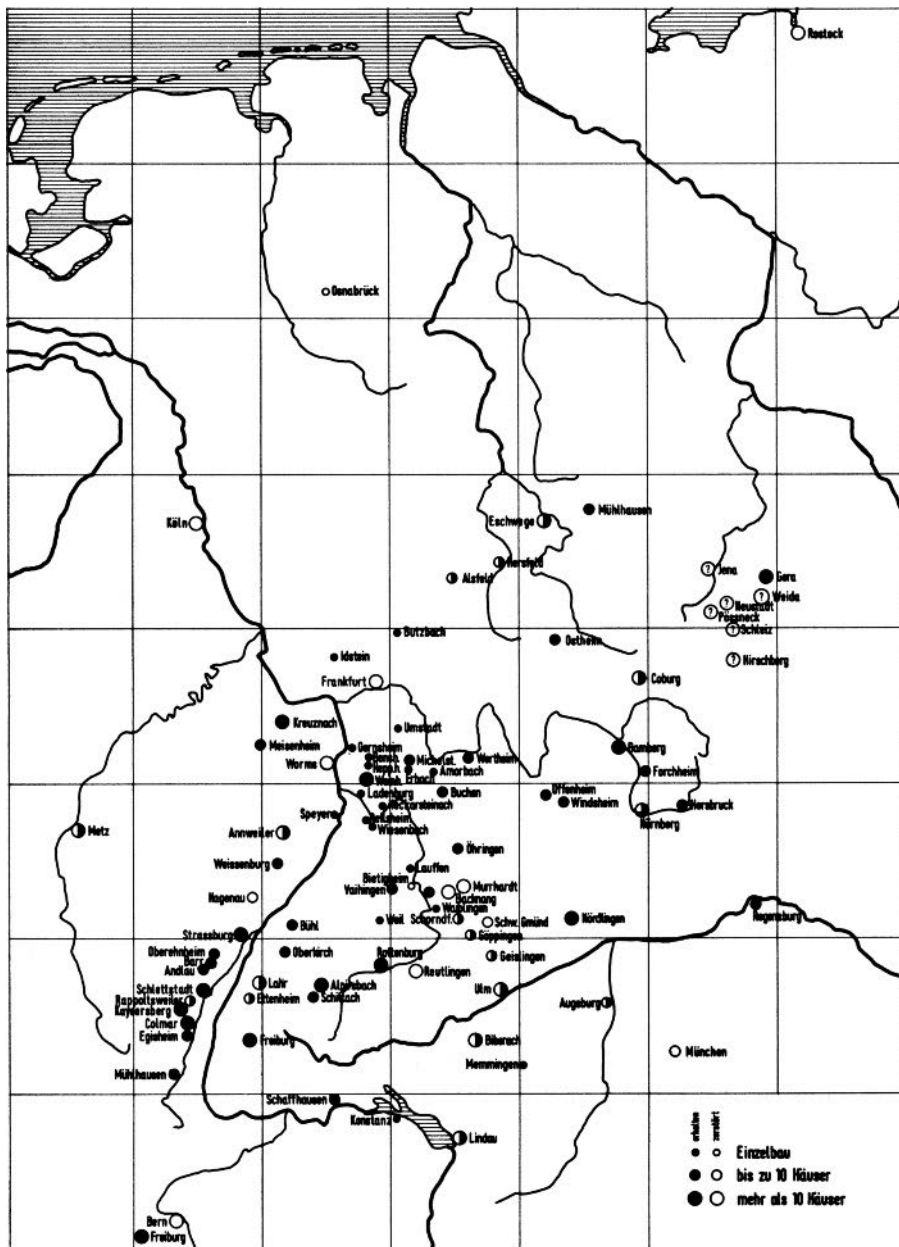 Rostock
Osnabrück
Köln
Eschwege
Mühlhausen
Hersfeld
Alsfeld
Jena
Gera
Weida
Neustadt
Pössneck
Schleiz
Hirschberg
Butzbach
Ostheim
Idstein
Frankfurt
Coburg
Kreuznach
Umstadt
Meisenheim
Gernsheim
Bensh.
Hepp.h.
Worms
Michelst.
Erbach
Wertheim
Bamberg
Amorbach
Forchheim
Weinh.
Ladenburg
Buchen
Uffenheim
Windsheim
Hersbruck
Neckarsteinach
Speyer
Nürnberg
Wiesenbach
Metz
Annweiler
Öhringen
Weissenburg
Lauffen
Bietigheim
Vaihingen
Murrhardt
Backnang
Hagenau
Waiblingen
Weil
Schorndf.
Schw. Gmünd
Nördlingen
Regensburg
Bühl
Strassburg
Göppingen
Oberehnheim
Oberkirch
Geislingen
Barr
Andlau
Rottenburg
Reutlingen
Lahr
Alpirsbach
Schlettstadt
Ulm
Ettenheim
Schiltach
Rappoltsweiler
Augsburg
Kaysersberg
Colmar
Egisheim
Freiburg
Biberach
München
Memmingen
Mühlhausen
Schaffhausen
Konstanz
Lindau
erhalten
zerstört
Einzelbau
bis zu 10 Häuser
mehr als 10 Häuser
Bern
Freiburg
? ? ? ? ? ?